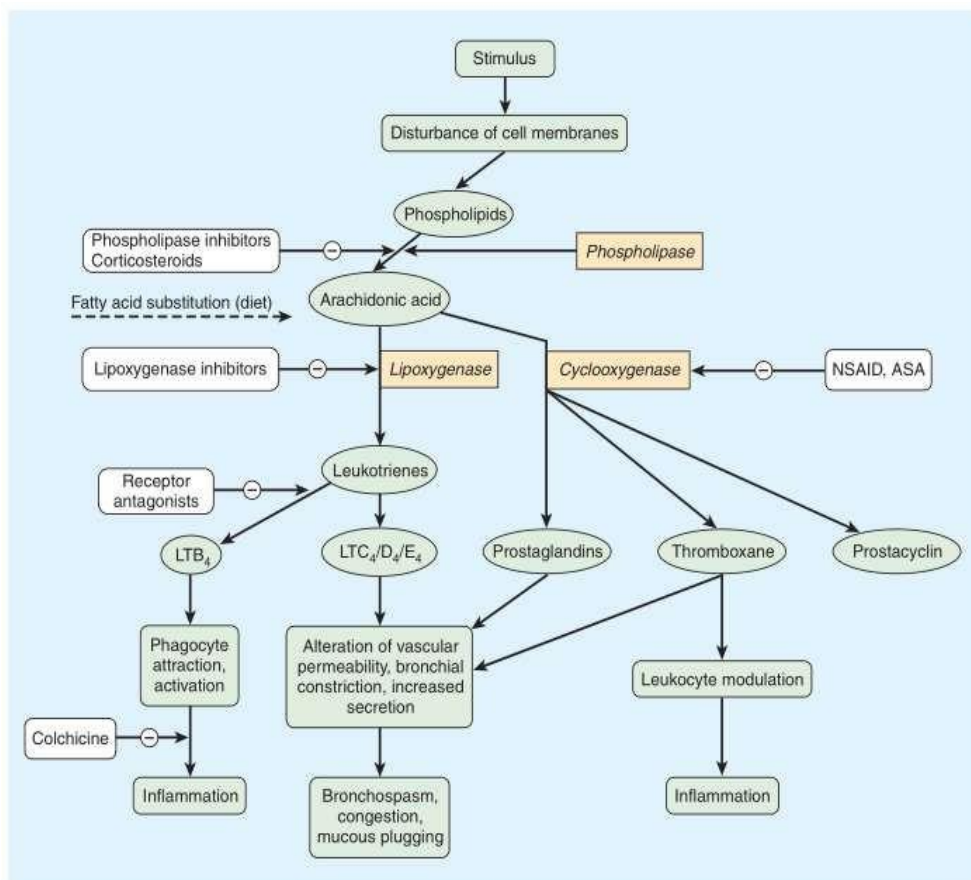 Stimulus
Disturbance of cell membranes
Phospholipids
Phospholipase inhibitors
Corticosteroids
−
Phospholipase
Fatty acid substitution (diet)
Arachidonic acid
Lipoxygenase inhibitors
−
Lipoxygenase
Cyclooxygenase
−
NSAID, ASA
Leukotrienes
Receptor
antagonists
−
LTB₄
LTC₄/D₄/E₄
Prostaglandins
Thromboxane
Prostacyclin
Phagocyte
attraction,
activation
Alteration of vascular
permeability, bronchial
constriction, increased
secretion
Leukocyte modulation
Colchicine
−
Inflammation
Bronchospasm,
congestion,
mucous plugging
Inflammation